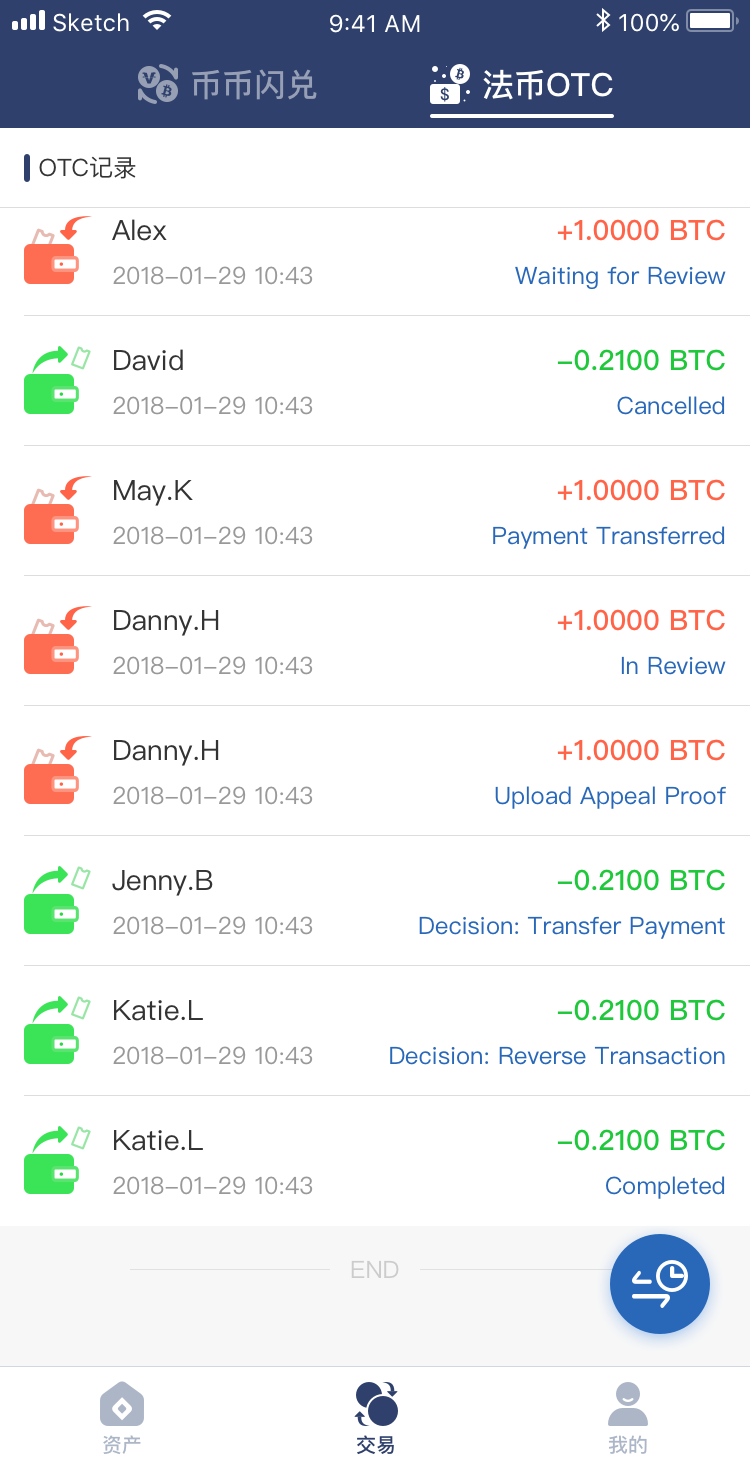 Sketch 9:41 AM 100%
币币闪兑 法币OTC
OTC记录
Alex +1.0000 BTC
2018-01-29 10:43 Waiting for Review
David -0.2100 BTC
2018-01-29 10:43 Cancelled
May.K +1.0000 BTC
2018-01-29 10:43 Payment Transferred
Danny.H +1.0000 BTC
2018-01-29 10:43 In Review
Danny.H +1.0000 BTC
2018-01-29 10:43 Upload Appeal Proof
Jenny.B -0.2100 BTC
2018-01-29 10:43 Decision: Transfer Payment
Katie.L -0.2100 BTC
2018-01-29 10:43 Decision: Reverse Transaction
Katie.L -0.2100 BTC
2018-01-29 10:43 Completed
END
资产 交易 我的